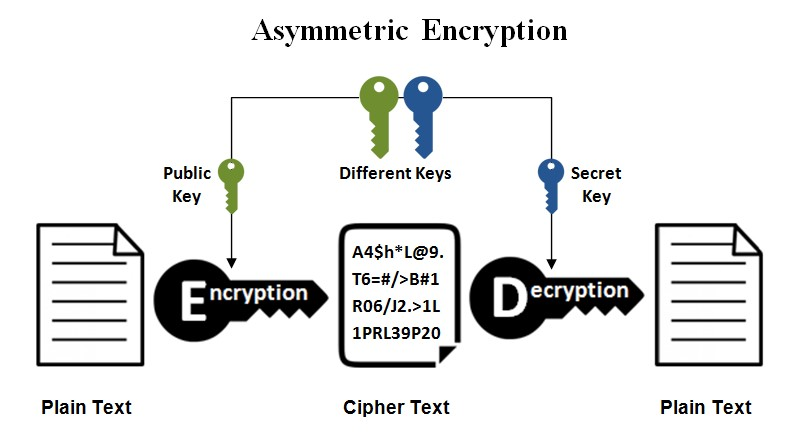 Asymmetric Encryption
Public
Key
Different Keys
Secret
Key
Encryption
A4$h*L@9.
T6=#/>B#1
R06/J2.>1L
1PRL39P20
Decryption
Plain Text
Cipher Text
Plain Text